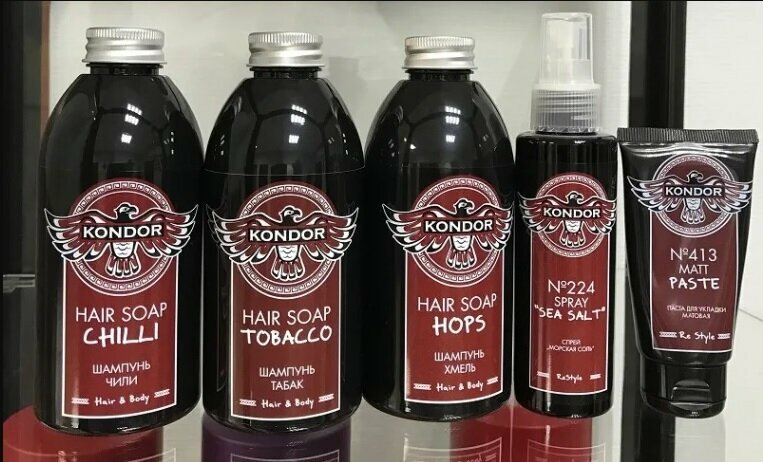 KONDOR
HAIR SOAP
CHILLI
ШАМПУНЬ
ЧИЛИ
Hair & Body
KONDOR
HAIR SOAP
TOBACCO
ШАМПУНЬ
ТАБАК
Hair & Body
KONDOR
HAIR SOAP
HOPS
ШАМПУНЬ
ХМЕЛЬ
Hair & Body
KONDOR
№224
SPRAY
"SEA SALT"
СПРЕЙ
„МОРСКАЯ СОЛЬ"
ReStyle
KONDOR
№413
MATT
PASTE
ПАСТА ДЛЯ УКЛАДКИ
МАТОВАЯ
Re Style